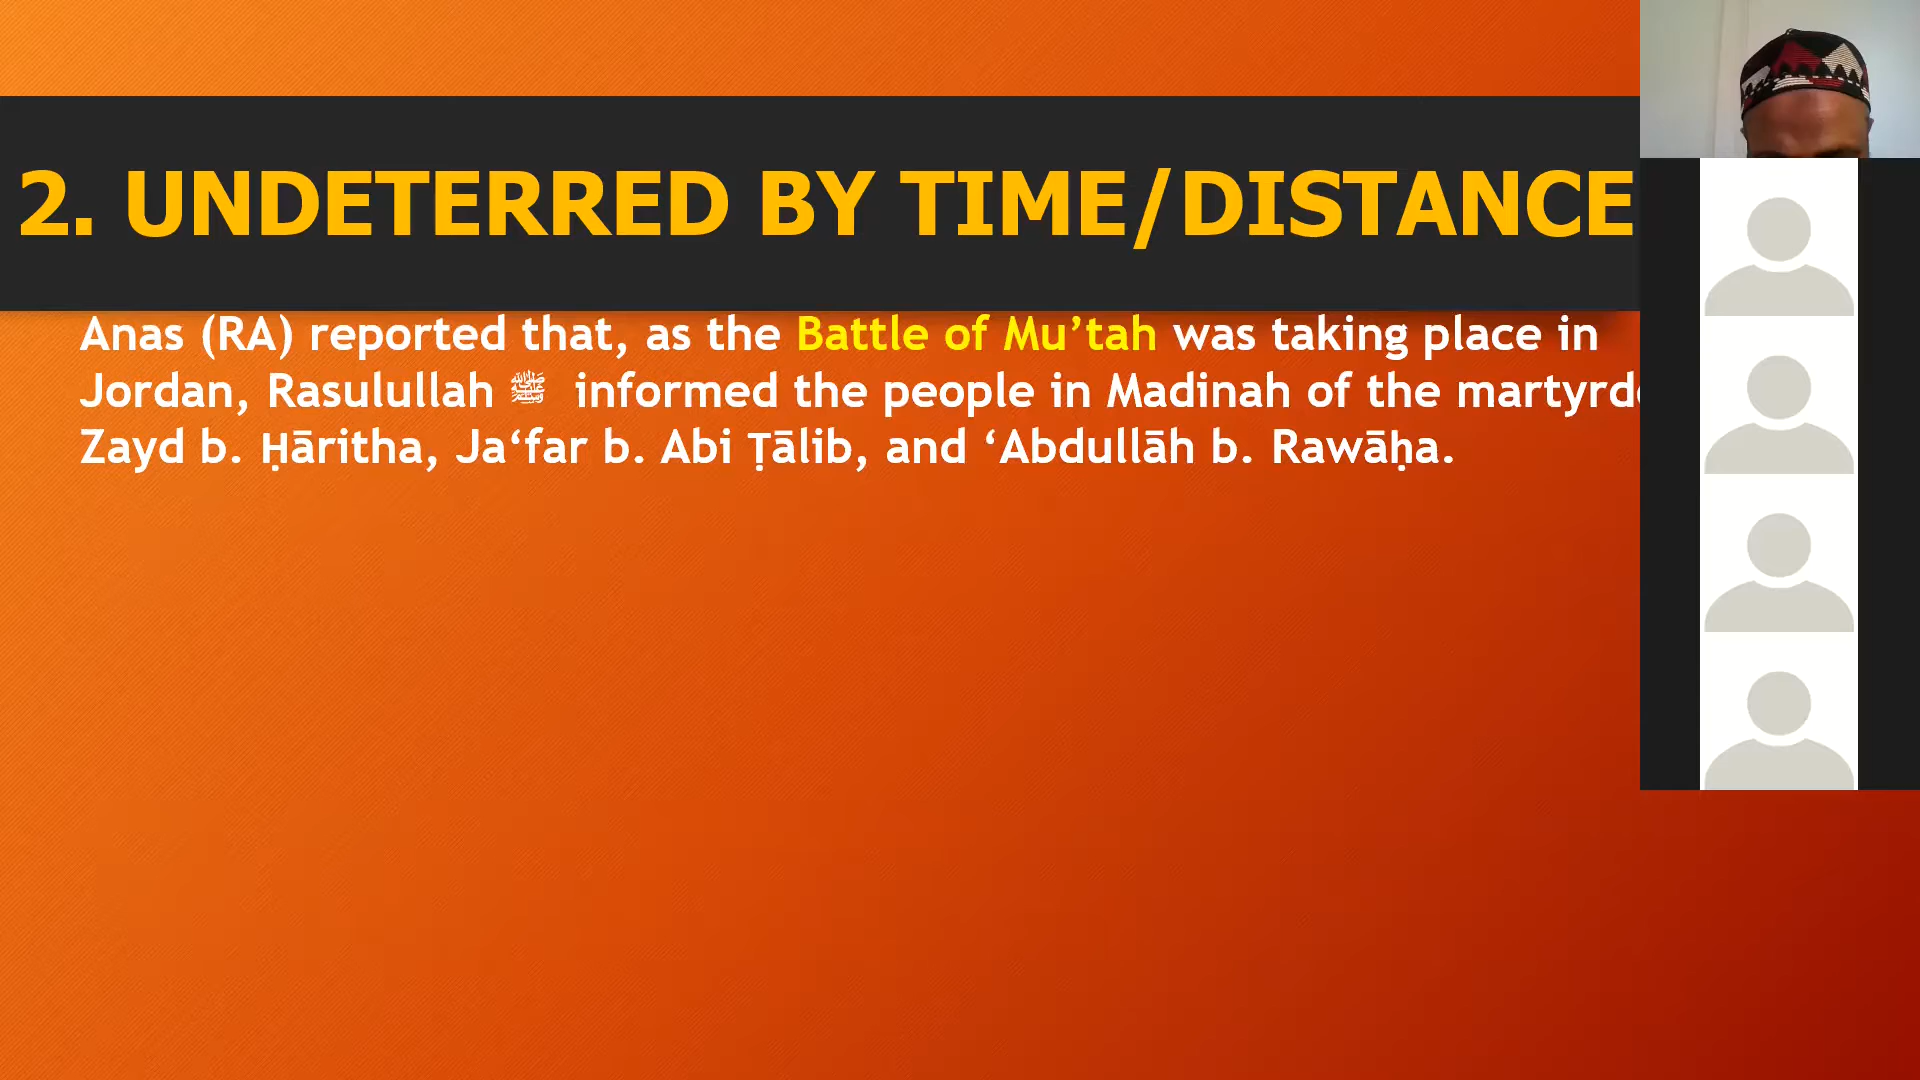 2. UNDETERRED BY TIME/DISTANCE
Anas (RA) reported that, as the Battle of Mu’tah was taking place in
Jordan, Rasulullah ﷺ informed the people in Madinah of the
Zayd b. Ḥāritha, Ja‘far b. Abi Ṭālib, and ‘Abdullāh b. Rawāḥa.